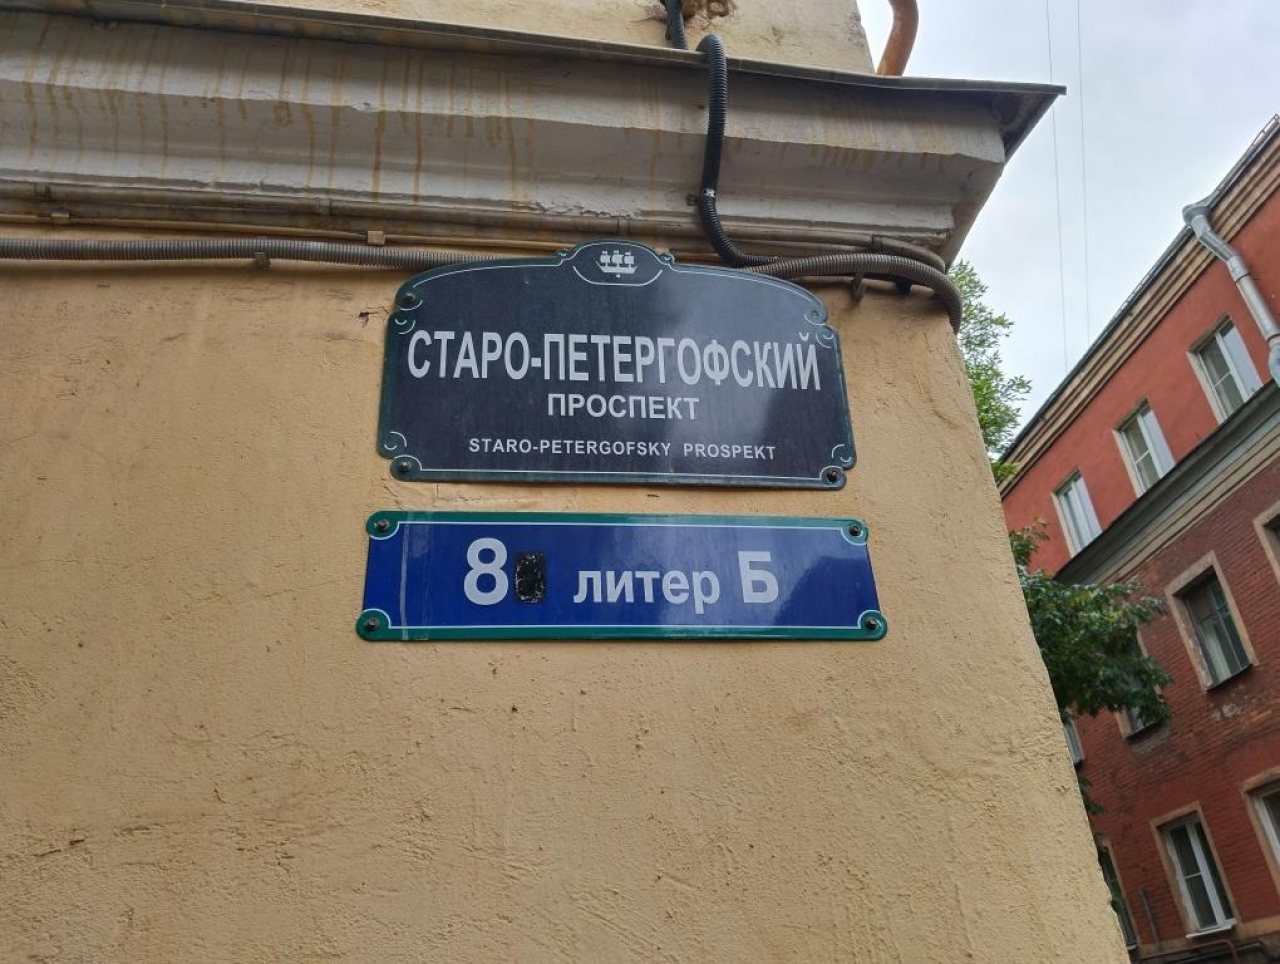 СТАРО-ПЕТЕРГОФСКИЙ
ПРОСПЕКТ
STARO-PETERGOFSKY PROSPEKT
8 литер Б